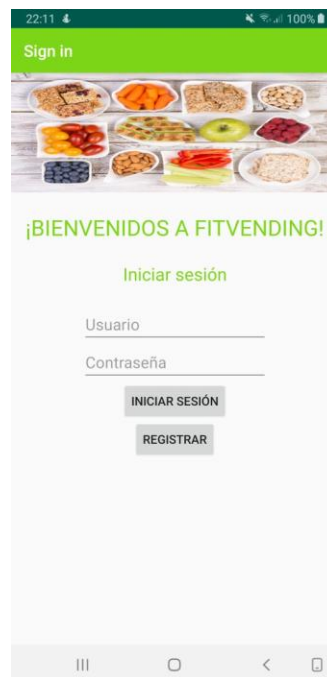 22:11 100%
Sign in
¡BIENVENIDOS A FITVENDING!
Iniciar sesión
Usuario
Contraseña
INICIAR SESIÓN
REGISTRAR